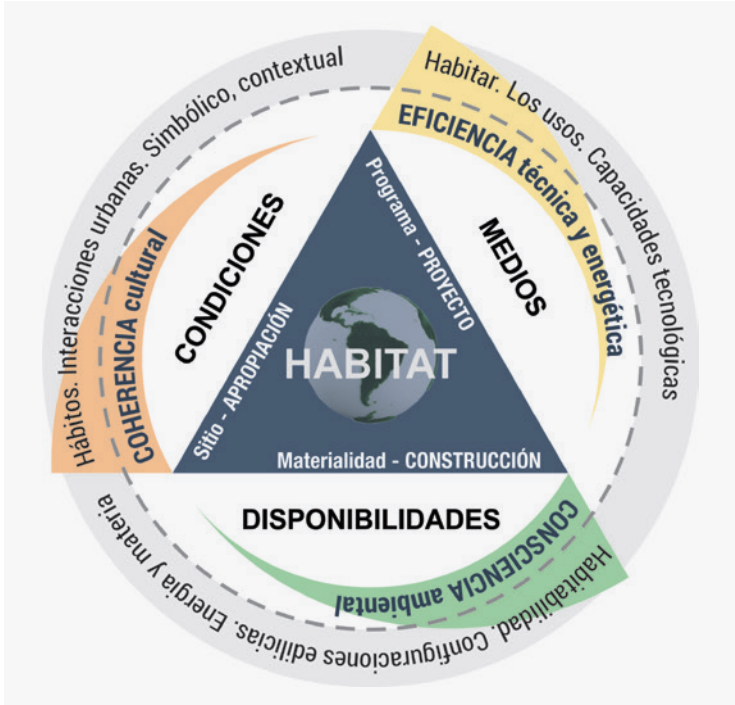 Hábitos. Interacciones urbanas. Simbólico, contextual
COHERENCIA cultural
CONDICIONES
Sitio - APROPIACIÓN
Habitar. Los usos. Capacidades tecnológicas
EFICIENCIA técnica y energética
MEDIOS
Programa - PROYECTO
HABITAT
Materialidad - CONSTRUCCIÓN
DISPONIBILIDADES
CONSCIENCIA ambiental
Habitabilidad. Configuraciones edilicias. Energía y materia